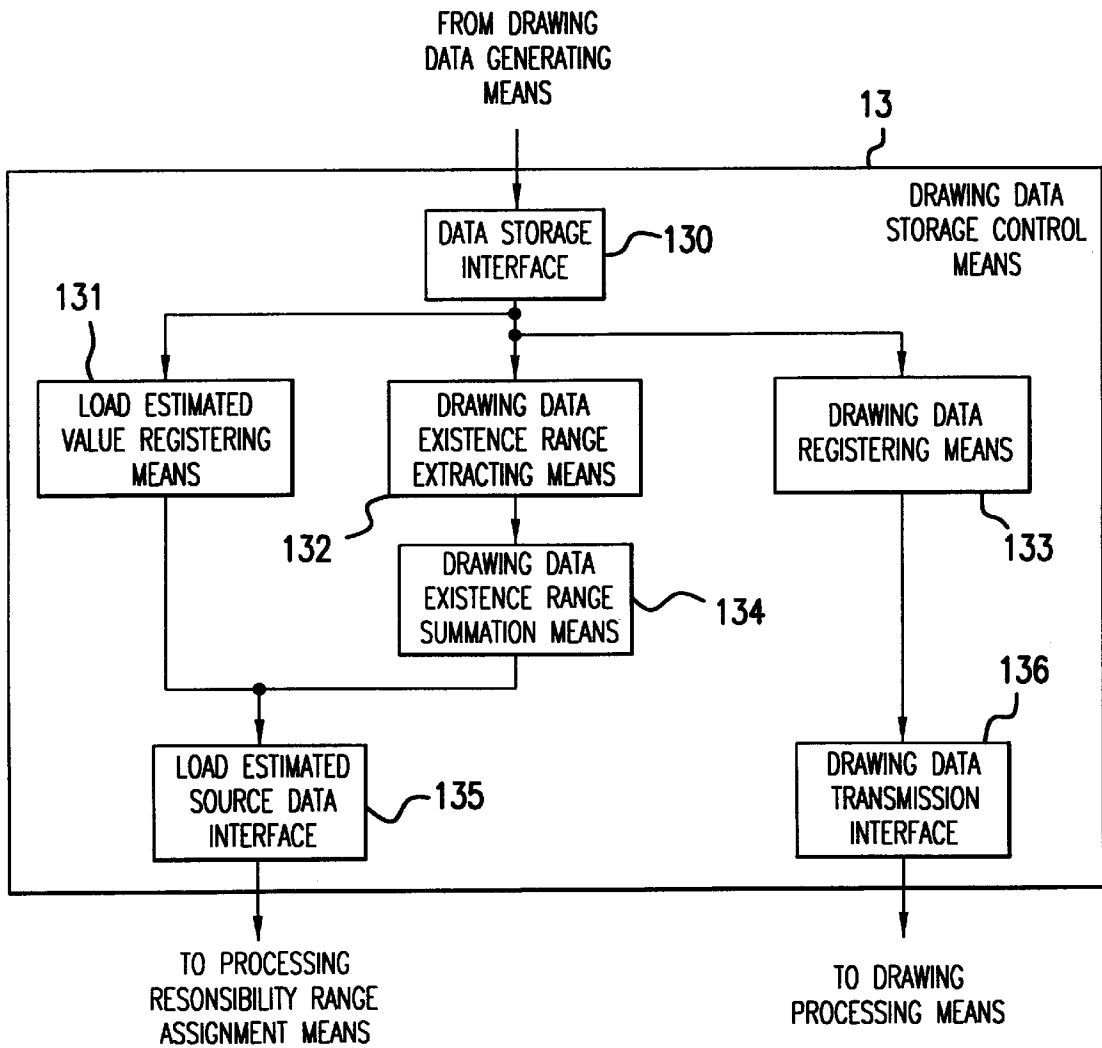 FROM DRAWING
DATA GENERATING
MEANS
13
DRAWING DATA
STORAGE CONTROL
MEANS
DATA STORAGE
INTERFACE
130
131
LOAD ESTIMATED
VALUE REGISTERING
MEANS
DRAWING DATA
EXISTENCE RANGE
EXTRACTING MEANS
132
DRAWING DATA
REGISTERING MEANS
133
DRAWING DATA
EXISTENCE RANGE
SUMMATION MEANS
134
LOAD ESTIMATED
SOURCE DATA
INTERFACE
135
136
DRAWING DATA
TRANSMISSION
INTERFACE
TO PROCESSING
RESONSIBILITY RANGE
ASSIGNMENT MEANS
TO DRAWING
PROCESSING MEANS